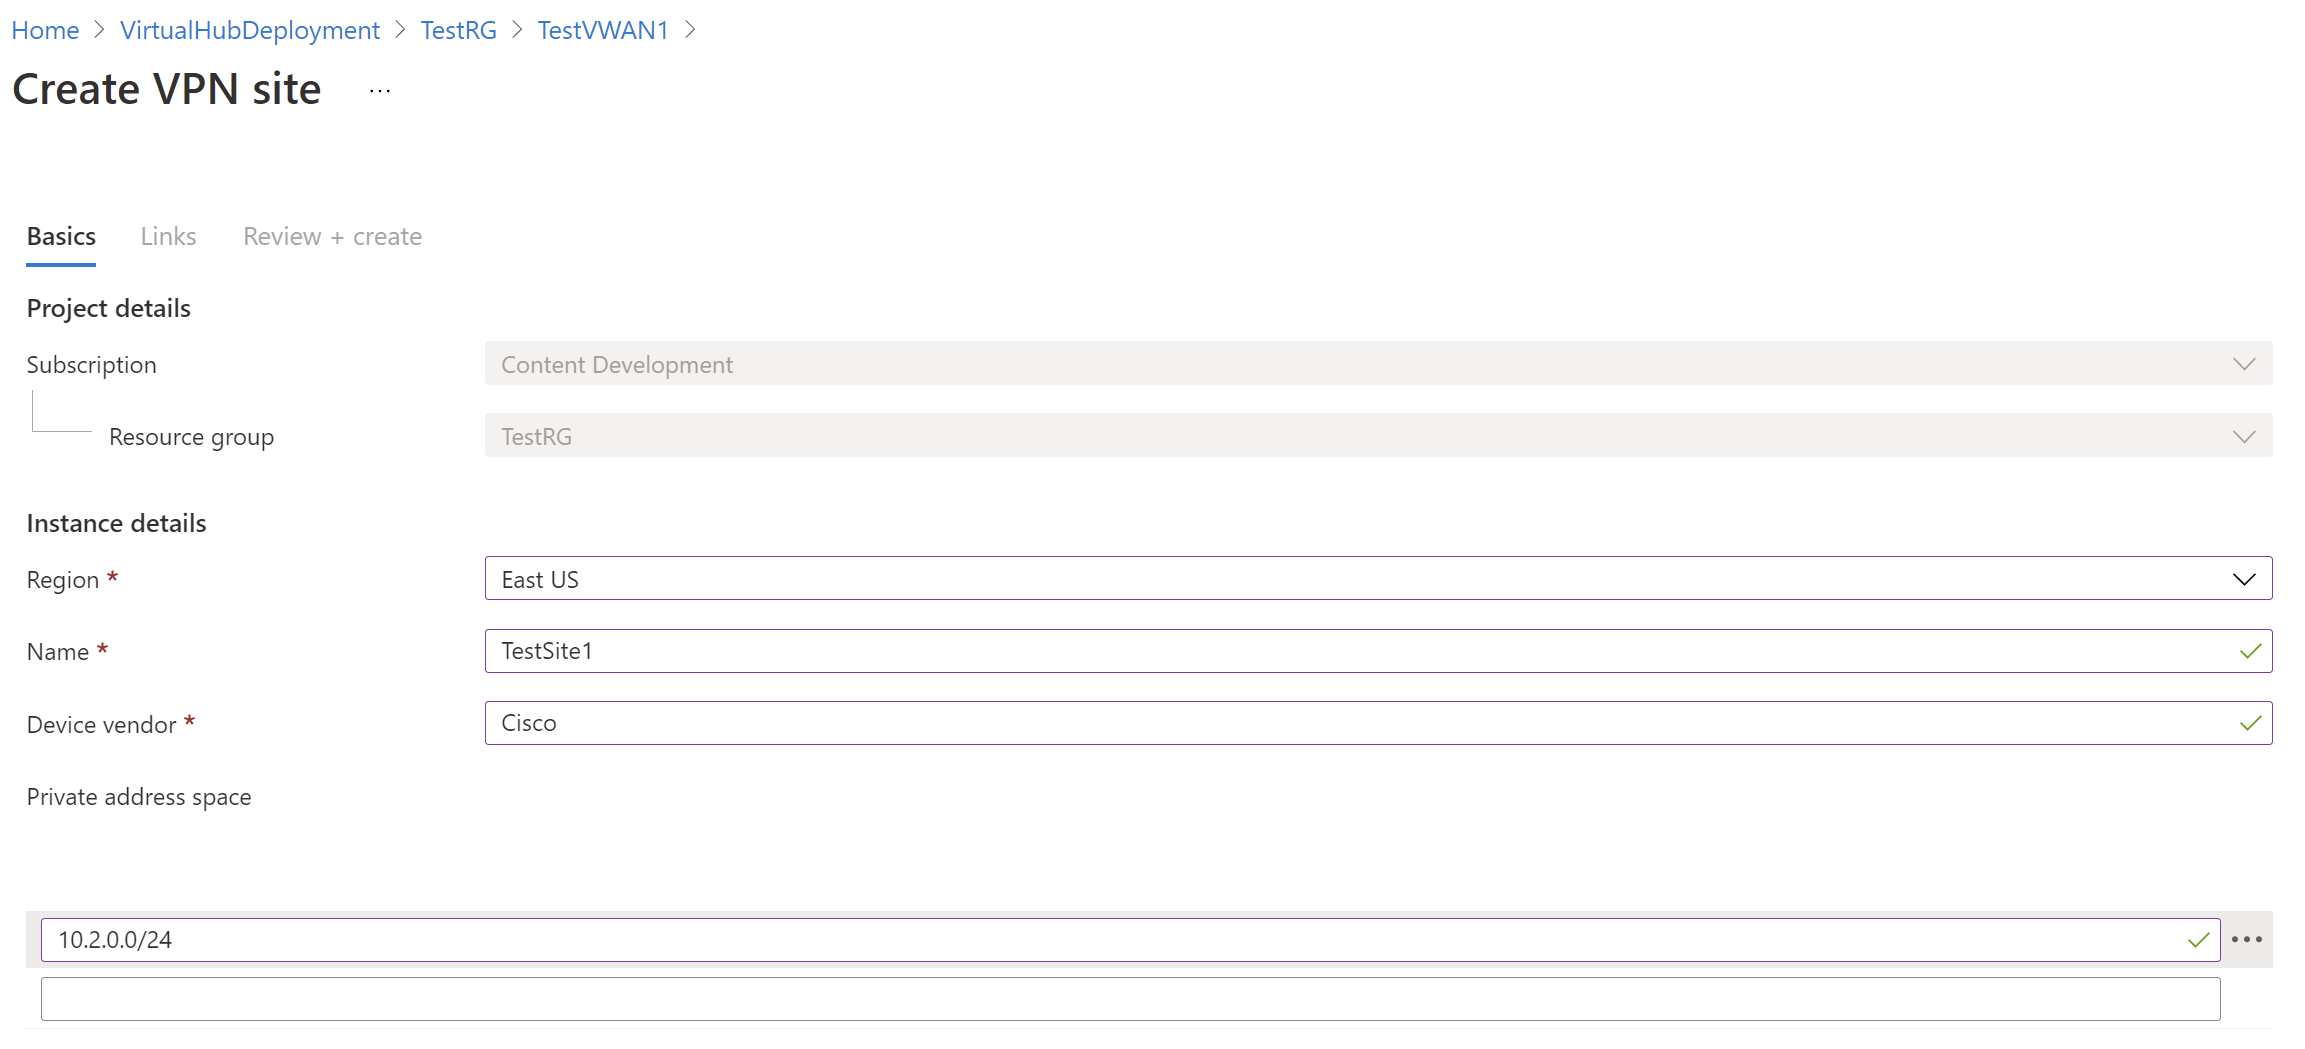 Home > VirtualHubDeployment > TestRG > TestVWAN1 >
Create VPN site ...
Basics Links Review + create
Project details
Subscription Content Development
Resource group TestRG
Instance details
Region * East US
Name * TestSite1
Device vendor * Cisco
Private address space
10.2.0.0/24